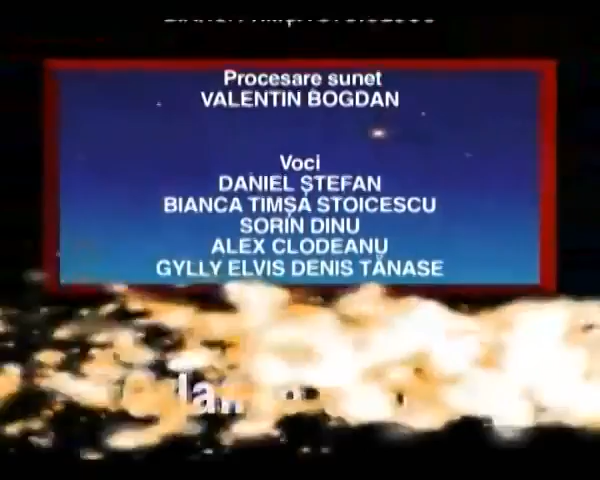 Procesare sunet
VALENTIN BOGDAN
Voci
DANIEL ȘTEFAN
BIANCA TIMȘA STOICESCU
SORIN DINU
ALEX CLODEANU
GYLLY ELVIS DENIS TĂNASE